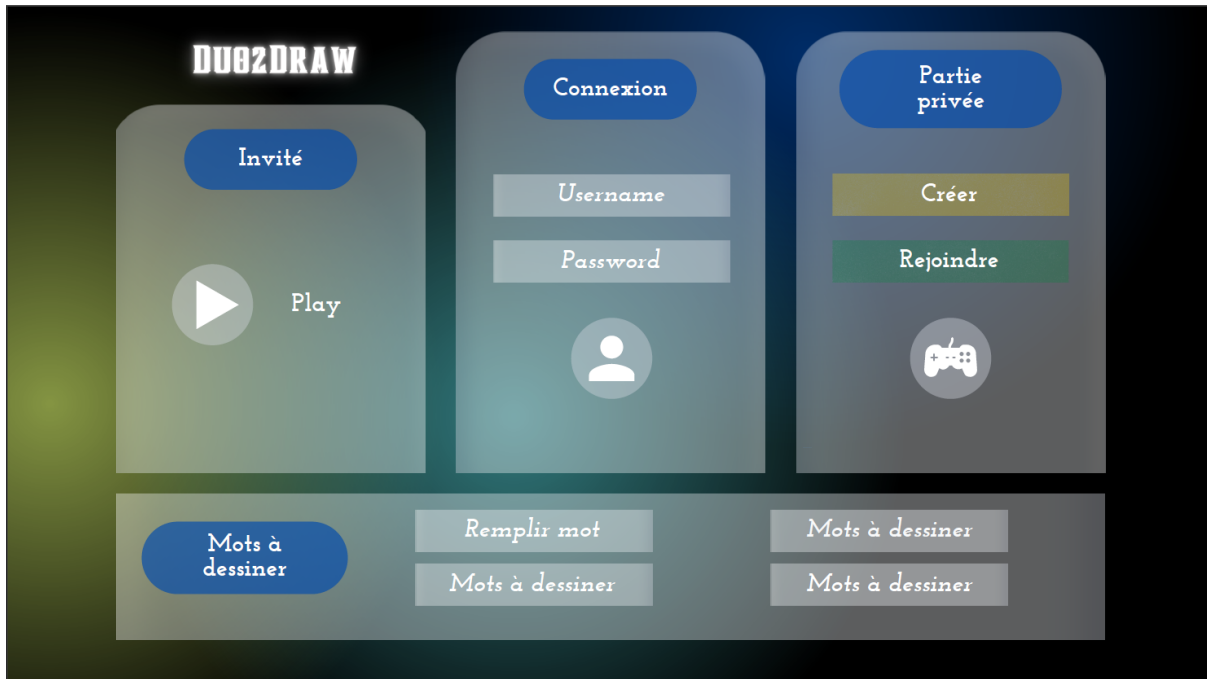 Duo2Draw
Invité
Play
Connexion
Username
Password
Partie
privée
Créer
Rejoindre
Mots à
dessiner
Remplir mot
Mots à dessiner
Mots à dessiner
Mots à dessiner